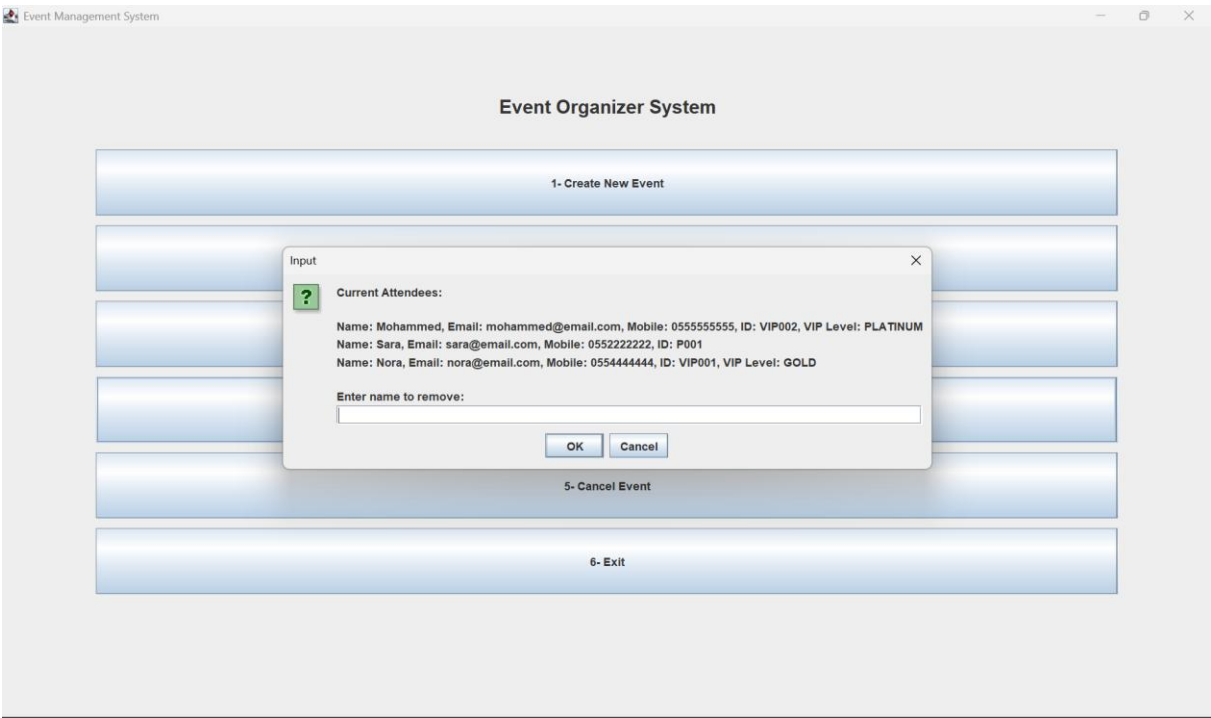 Event Management System
Event Organizer System
1- Create New Event
Input
?
Current Attendees:
Name: Mohammed, Email: mohammed@email.com, Mobile: 0555555555, ID: VIP002, VIP Level: PLATINUM
Name: Sara, Email: sara@email.com, Mobile: 0552222222, ID: P001
Name: Nora, Email: nora@email.com, Mobile: 0554444444, ID: VIP001, VIP Level: GOLD
Enter name to remove:
OK Cancel
5- Cancel Event
6- Exit